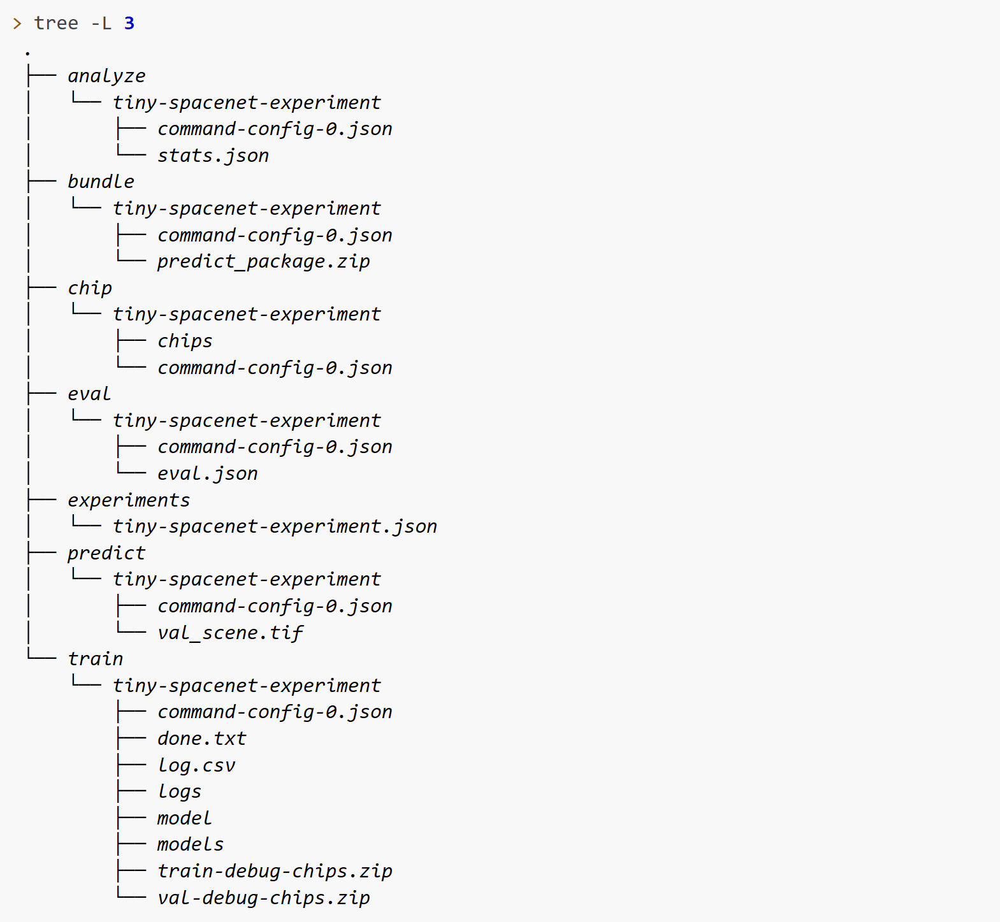 > tree -L 3
.
├── analyze
│   └── tiny-spacenet-experiment
│       ├── command-config-0.json
│       └── stats.json
├── bundle
│   └── tiny-spacenet-experiment
│       ├── command-config-0.json
│       └── predict_package.zip
├── chip
│   └── tiny-spacenet-experiment
│       ├── chips
│       └── command-config-0.json
├── eval
│   └── tiny-spacenet-experiment
│       ├── command-config-0.json
│       └── eval.json
├── experiments
│   └── tiny-spacenet-experiment.json
├── predict
│   └── tiny-spacenet-experiment
│       ├── command-config-0.json
│       └── val_scene.tif
└── train
    └── tiny-spacenet-experiment
        ├── command-config-0.json
        ├── done.txt
        ├── log.csv
        ├── logs
        ├── model
        ├── models
        ├── train-debug-chips.zip
        └── val-debug-chips.zip